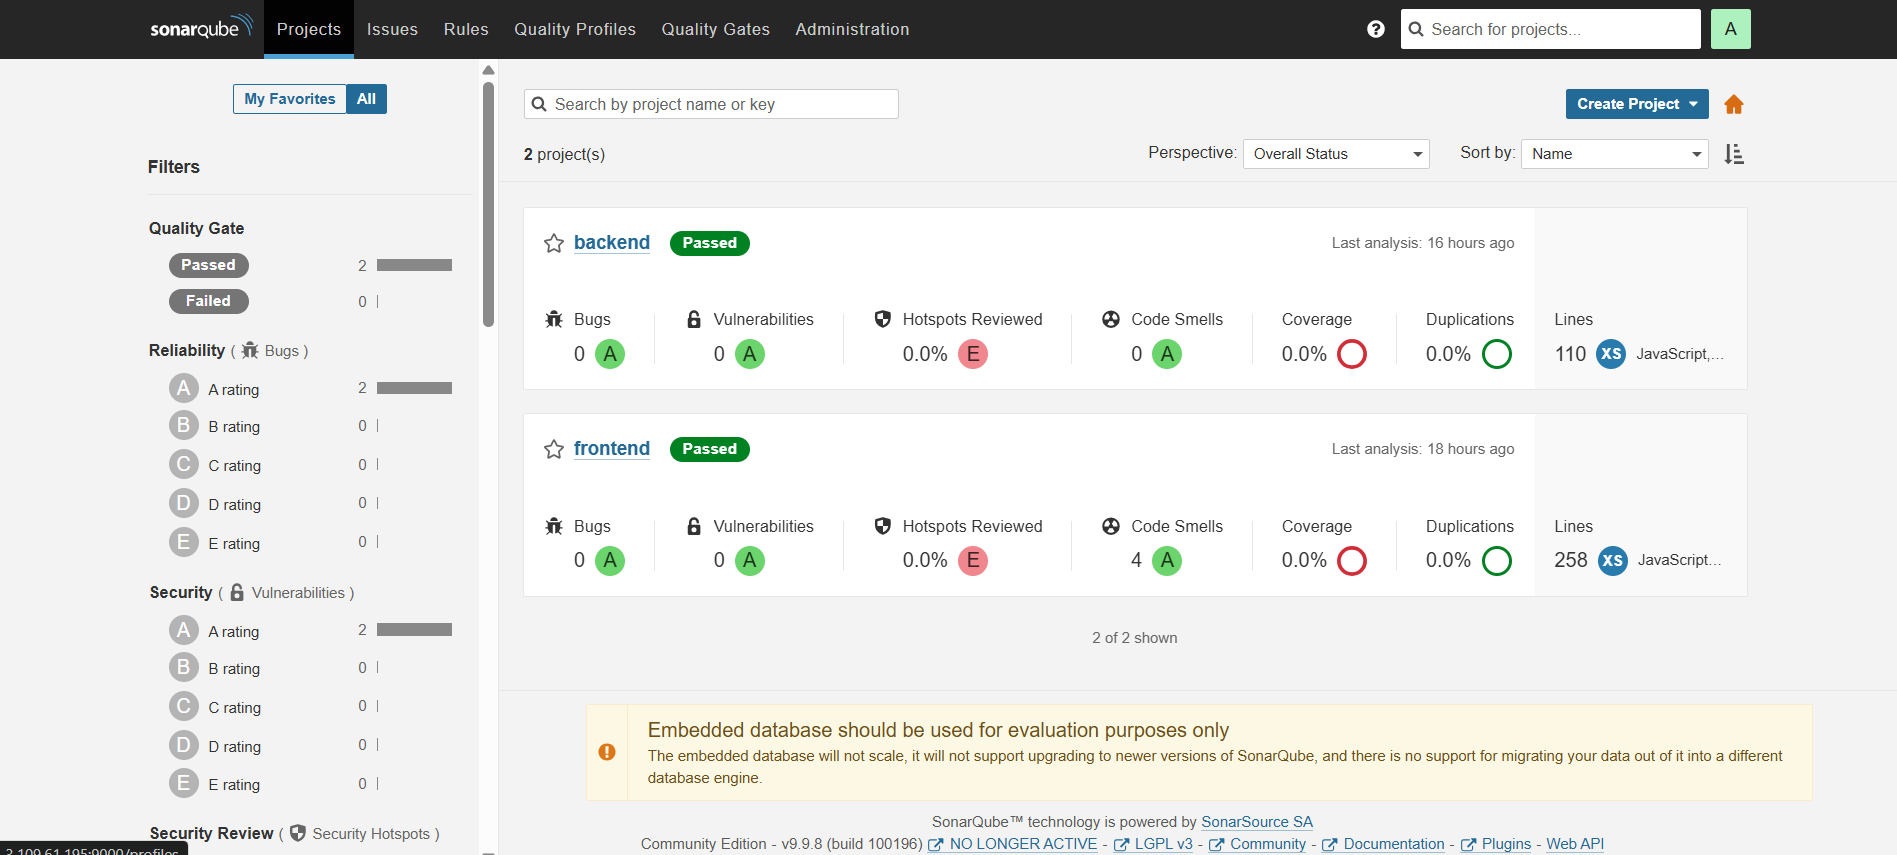 sonarqube Projects Issues Rules Quality Profiles Quality Gates Administration Search for projects... A
My Favorites All
Filters
Quality Gate
Passed 2
Failed 0
Reliability ( Bugs )
A A rating 2
B B rating 0
C C rating 0
D D rating 0
E E rating 0
Security ( Vulnerabilities )
A A rating 2
B B rating 0
C C rating 0
D D rating 0
E E rating 0
Security Review ( Security Hotspots )
3.109.61.195:9000/profiles
Search by project name or key
Create Project
2 project(s)
Perspective: Overall Status Sort by: Name
backend Passed Last analysis: 16 hours ago
Bugs Vulnerabilities Hotspots Reviewed Code Smells Coverage Duplications Lines
0 A 0 A 0.0% E 0 A 0.0% 0.0% 110 XS JavaScript,...
frontend Passed Last analysis: 18 hours ago
Bugs Vulnerabilities Hotspots Reviewed Code Smells Coverage Duplications Lines
0 A 0 A 0.0% E 4 A 0.0% 0.0% 258 XS JavaScript...
2 of 2 shown
Embedded database should be used for evaluation purposes only
The embedded database will not scale, it will not support upgrading to newer versions of SonarQube, and there is no support for migrating your data out of it into a different
database engine.
SonarQube™ technology is powered by SonarSource SA
Community Edition - v9.9.8 (build 100196) NO LONGER ACTIVE - LGPL v3 - Community - Documentation - Plugins - Web API